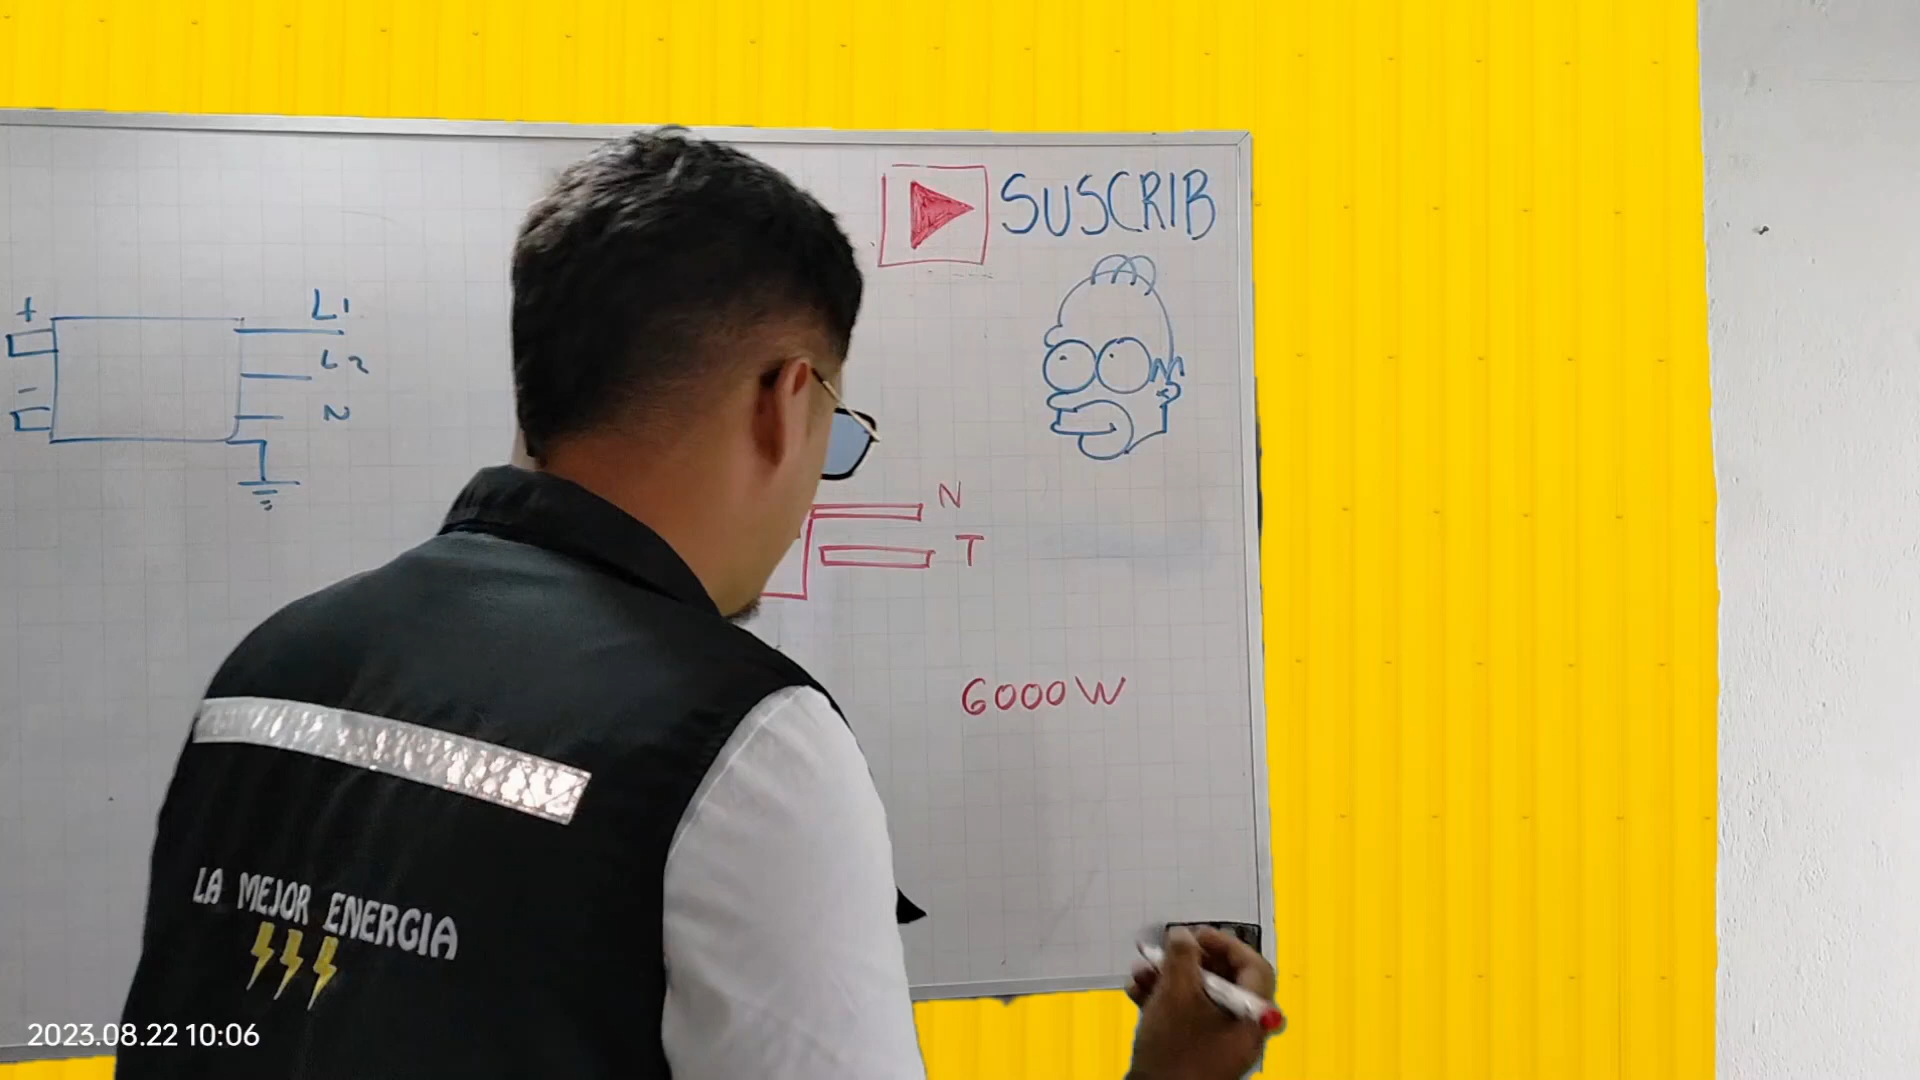 SUSCRIB
+
L1
L2
-
N
N
T
6000W
LA MEJOR ENERGIA
2023.08.22 10:06